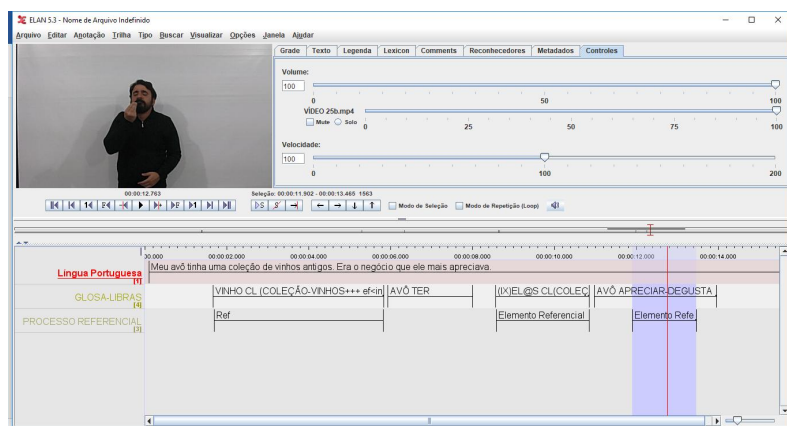 ELAN 5.3 - Nome de Arquivo Indefinido
Arquivo Editar Anotação Trilha Tipo Buscar Visualizar Opções Janela Ajudar
Grade Texto Legenda Lexicon Comments Reconhecedores Metadados Controles
Volume:
100
0 50 100
VÍDEO 25b.mp4
Mute Solo 0 25 50 75 100
Velocidade:
100
0 100 200
00:00:12.763 Seleção: 00:00:11.902 - 00:00:13.465 1563
Modo de Seleção Modo de Repetição (Loop)
00.000 00:00:02.000 00:00:04.000 00:00:06.000 00:00:08.000 00:00:10.000 00:00:12.000 00:00:14.000
Língua Portuguesa Meu avô tinha uma coleção de vinhos antigos. Era o negócio que ele mais apreciava.
[1]
GLOSA-LIBRAS VINHO CL (COLEÇÃO-VINHOS+++ ef<in AVÔ TER (IX)EL@S CL(COLEÇ AVÔ APRECIAR-DEGUSTA
[4]
PROCESSO REFERENCIAL Ref Elemento Referencial Elemento Refe
[3]